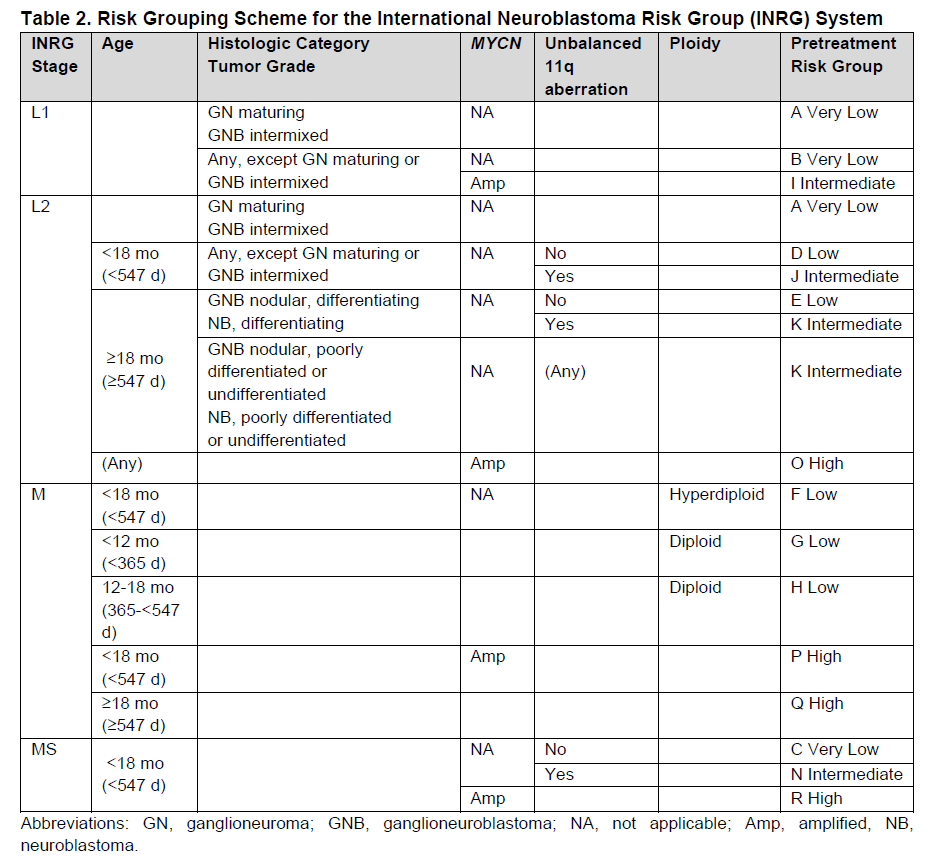 Table 2. Risk Grouping Scheme for the International Neuroblastoma Risk Group (INRG) System
INRG Stage | Age | Histologic Category Tumor Grade | MYCN | Unbalanced 11q aberration | Ploidy | Pretreatment Risk Group
L1 | | GN maturing GNB intermixed | NA | | | A Very Low
Any, except GN maturing or GNB intermixed | NA | | | B Very Low
Amp | | | I Intermediate
L2 | | GN maturing GNB intermixed | NA | | | A Very Low
<18 mo (<547 d) | Any, except GN maturing or GNB intermixed | NA | No | | D Low
Yes | | J Intermediate
≥18 mo (≥547 d) | GNB nodular, differentiating NB, differentiating | NA | No | | E Low
Yes | | K Intermediate
GNB nodular, poorly differentiated or undifferentiated NB, poorly differentiated or undifferentiated | NA | (Any) | | K Intermediate
(Any) | | Amp | | | O High
M | <18 mo (<547 d) | | NA | | Hyperdiploid | F Low
<12 mo (<365 d) | | | | Diploid | G Low
12-18 mo (365-<547 d) | | | | Diploid | H Low
<18 mo (<547 d) | | Amp | | | P High
≥18 mo (≥547 d) | | | | | Q High
MS | <18 mo (<547 d) | | NA | No | | C Very Low
Yes | | N Intermediate
Amp | | | R High
Abbreviations: GN, ganglioneuroma; GNB, ganglioneuroblastoma; NA, not applicable; Amp, amplified, NB,
neuroblastoma.